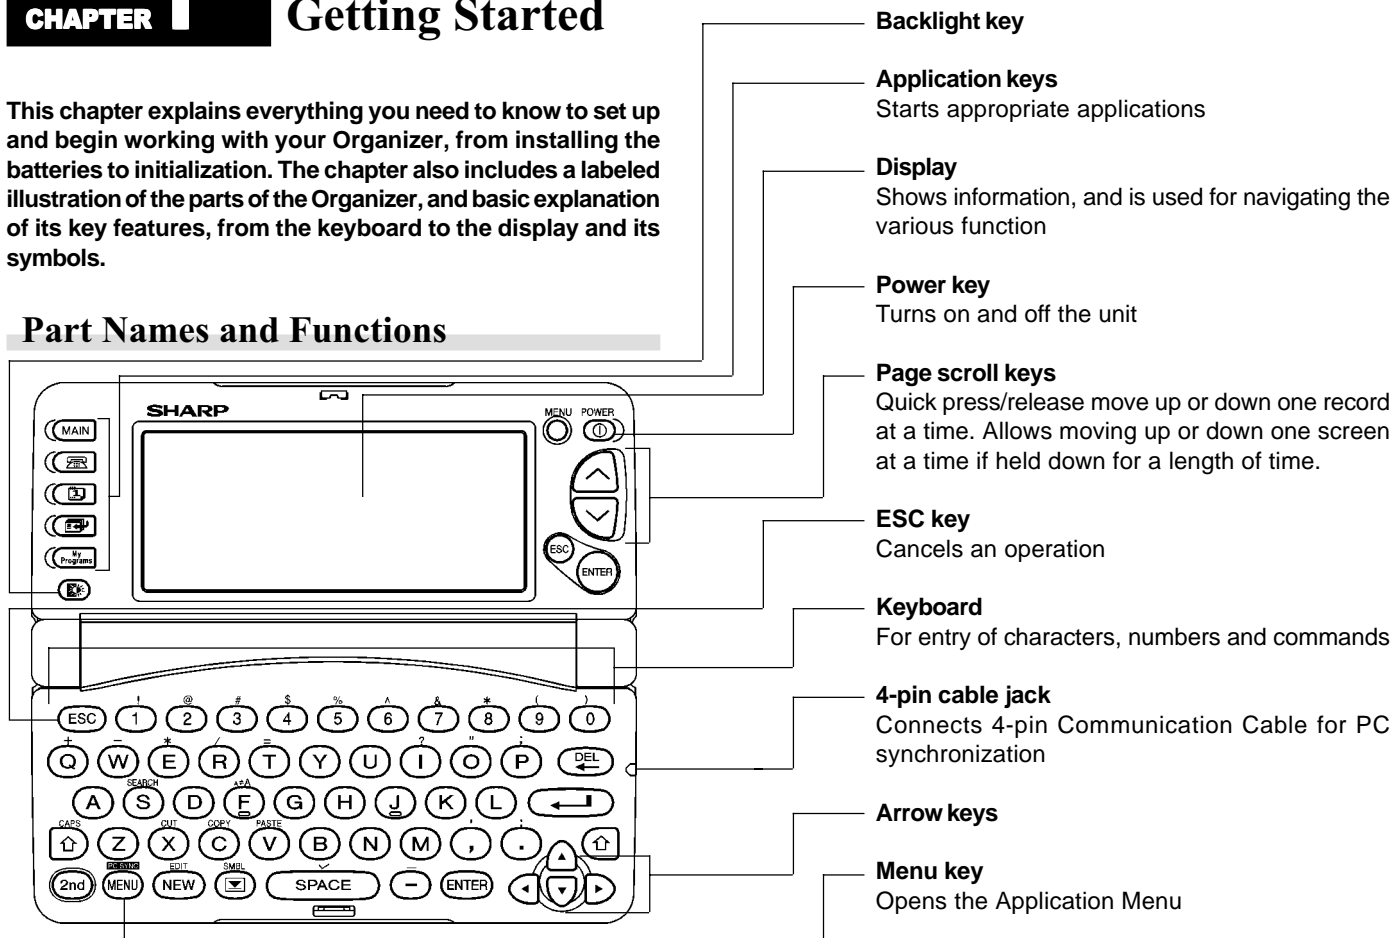 CHAPTER 1
Getting Started
This chapter explains everything you need to know to set up
and begin working with your Organizer, from installing the
batteries to initialization. The chapter also includes a labeled
illustration of the parts of the Organizer, and basic explanation
of its key features, from the keyboard to the display and its
symbols.
Part Names and Functions
SHARP
MENU POWER
MAIN
My
Programs
ESC
ENTER
! @ # $ % ^ & * ( )
ESC 1 2 3 4 5 6 7 8 9 0
+ - * / = ? " ;
Q W E R T Y U I O P DEL
SEARCH A≠A
A S D F G H J K L
CAPS CUT COPY PASTE ' :
Z X C V B N M , .
PC SYNC EDIT SMBL
2nd MENU NEW SPACE - ENTER
Backlight key
Application keys
Starts appropriate applications
Display
Shows information, and is used for navigating the
various function
Power key
Turns on and off the unit
Page scroll keys
Quick press/release move up or down one record
at a time. Allows moving up or down one screen
at a time if held down for a length of time.
ESC key
Cancels an operation
Keyboard
For entry of characters, numbers and commands
4-pin cable jack
Connects 4-pin Communication Cable for PC
synchronization
Arrow keys
Menu key
Opens the Application Menu